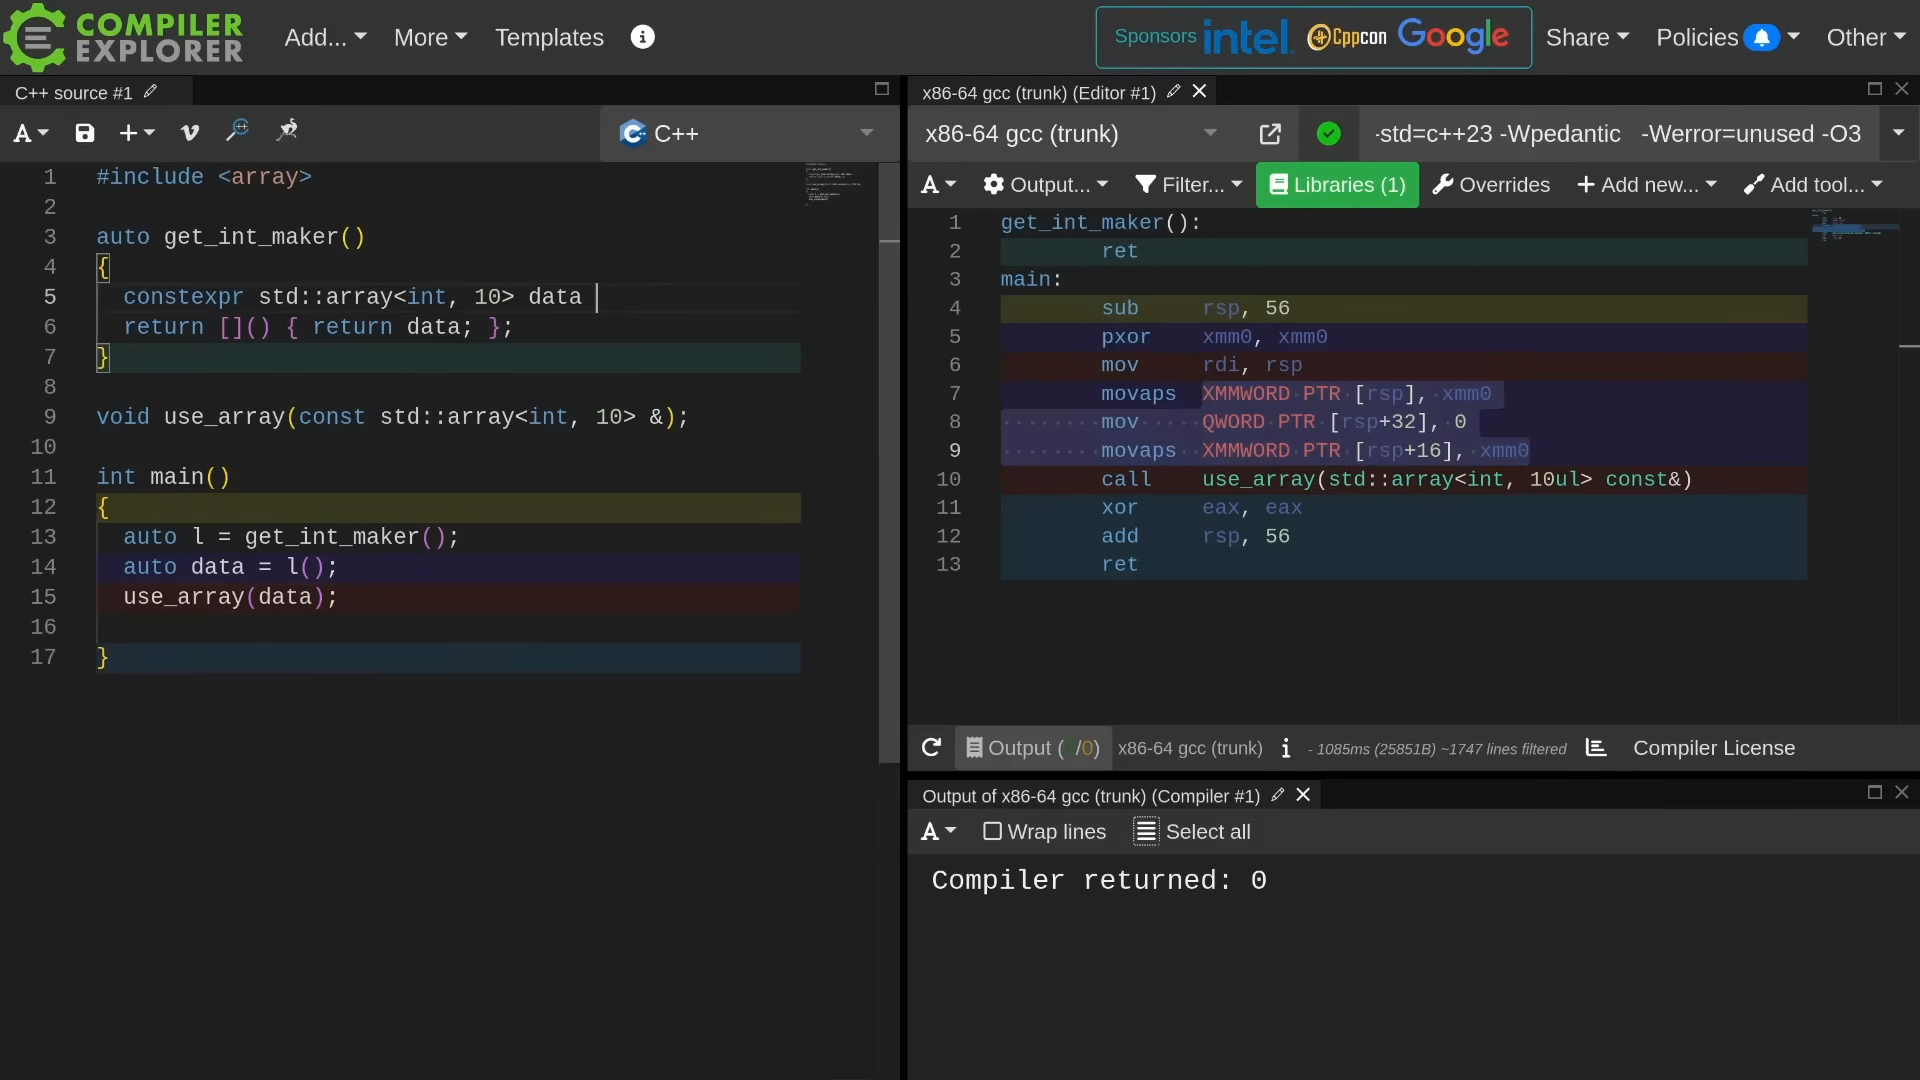 COMPILER EXPLORER Add... More Templates Sponsors intel. Cppcon Google Share Policies Other
C++ source #1
A C++
1 #include <array>
2
3 auto get_int_maker()
4 {
5 constexpr std::array<int, 10> data
6 return []() { return data; };
7 }
8
9 void use_array(const std::array<int, 10> &);
10
11 int main()
12 {
13 auto l = get_int_maker();
14 auto data = l();
15 use_array(data);
16
17 }
x86-64 gcc (trunk) (Editor #1)
x86-64 gcc (trunk) -std=c++23 -Wpedantic -Werror=unused -O3
A Output... Filter... Libraries (1) Overrides Add new... Add tool...
1 get_int_maker():
2 ret
3 main:
4 sub rsp, 56
5 pxor xmm0, xmm0
6 mov rdi, rsp
7 movaps XMMWORD PTR [rsp], xmm0
8 mov QWORD PTR [rsp+32], 0
9 movaps XMMWORD PTR [rsp+16], xmm0
10 call use_array(std::array<int, 10ul> const&)
11 xor eax, eax
12 add rsp, 56
13 ret
Output ( /0) x86-64 gcc (trunk) - 1085ms (25851B) ~1747 lines filtered Compiler License
Output of x86-64 gcc (trunk) (Compiler #1)
A Wrap lines Select all
Compiler returned: 0